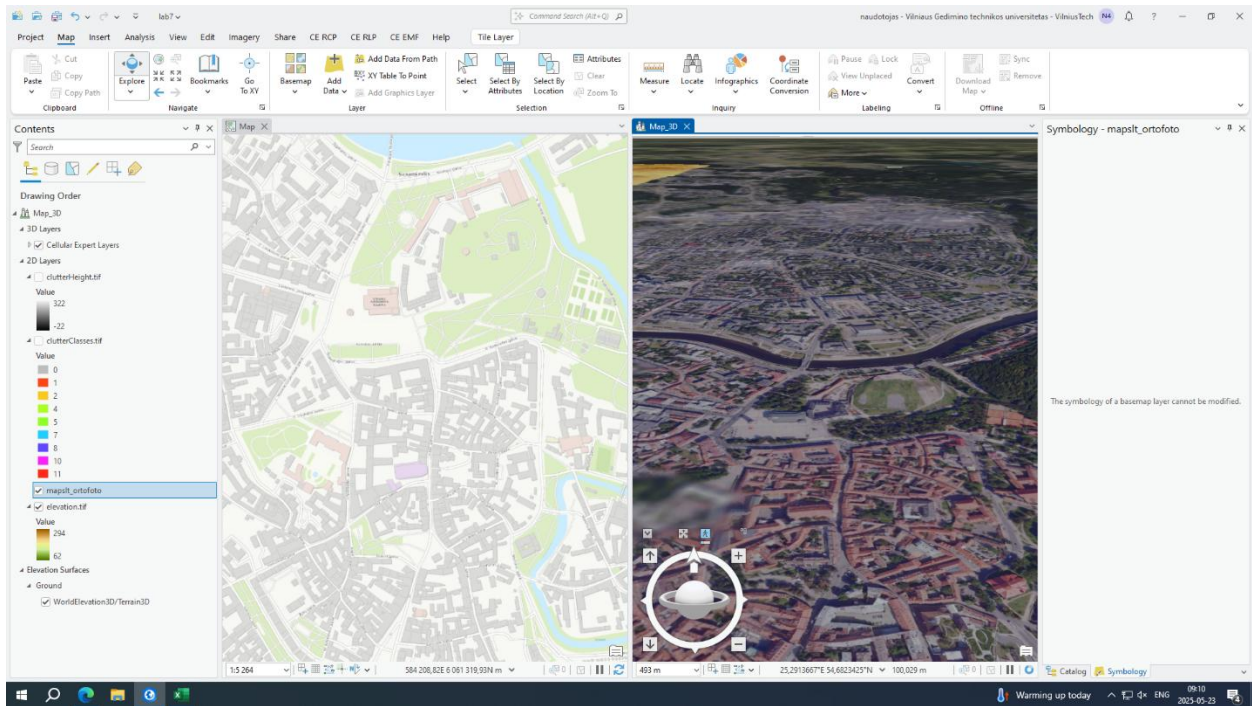 lab7
Command Search (Alt+Q)
naudotojas - Vilniaus Gedimino technikos universitetas - VilniusTech
N4
?
Project Map Insert Analysis View Edit Imagery Share CE RCP CE RLP CE EMF Help Tile Layer
Paste
Cut
Copy
Copy Path
Clipboard
Explore
Bookmarks
Go To XY
Navigate
Basemap
Add Data
Add Data From Path
XY Table To Point
Add Graphics Layer
Layer
Select
Select By Attributes
Select By Location
Attributes
Clear
Zoom To
Selection
Measure
Locate
Infographics
Coordinate Conversion
Inquiry
Pause
Lock
View Unplaced
More
Convert
Labeling
Download Map
Sync
Remove
Offline
Contents
Search
Drawing Order
Map_3D
3D Layers
Cellular Expert Layers
2D Layers
clutterHeight.tif
Value
322
-22
clutterClasses.tif
Value
0
1
2
4
5
7
8
10
11
mapslt_ortofoto
elevation.tif
Value
294
62
Elevation Surfaces
Ground
WorldElevation3D/Terrain3D
Map
1:5 264
584 208,82E 6 061 319,93N m
0
Map_3D
493 m
25,2913667°E 54,6823425°N
100,029 m
0
Symbology - mapslt_ortofoto
The symbology of a basemap layer cannot be modified.
Catalog
Symbology
Warming up today
ENG
09:10
2025-05-23
4